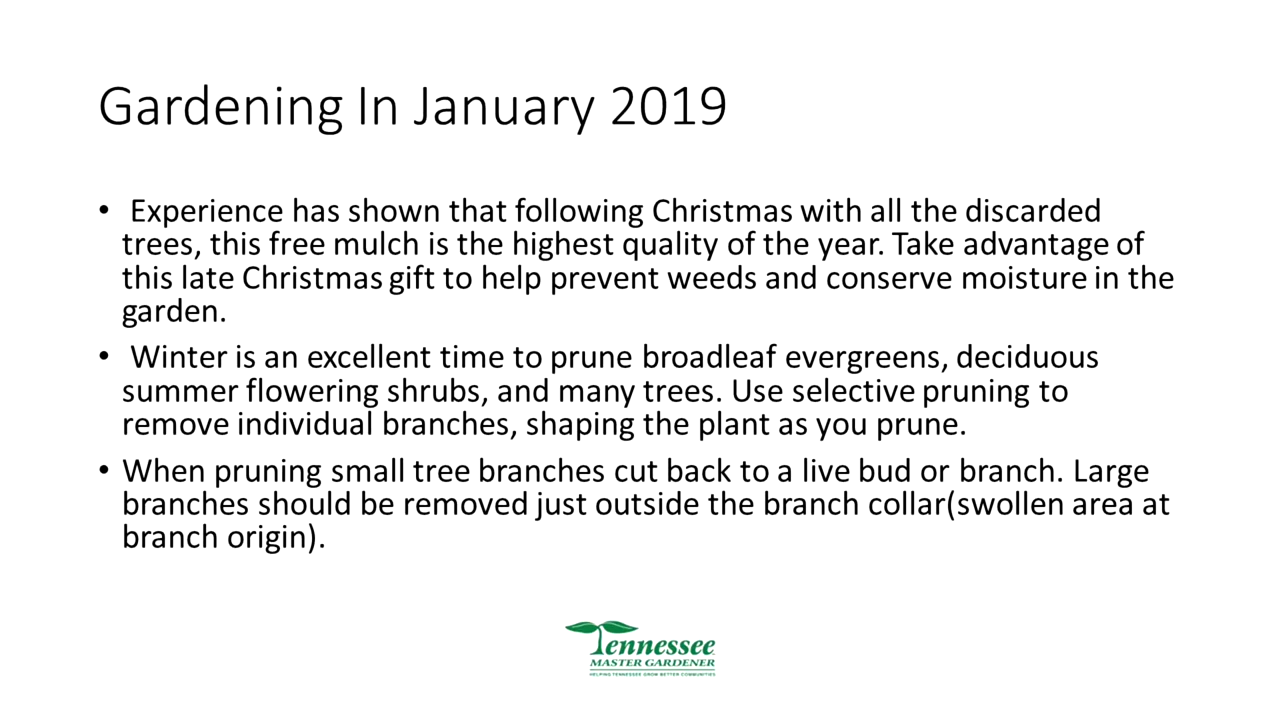 Gardening In January 2019
• Experience has shown that following Christmas with all the discarded
trees, this free mulch is the highest quality of the year. Take advantage of
this late Christmas gift to help prevent weeds and conserve moisture in the
garden.
• Winter is an excellent time to prune broadleaf evergreens, deciduous
summer flowering shrubs, and many trees. Use selective pruning to
remove individual branches, shaping the plant as you prune.
• When pruning small tree branches cut back to a live bud or branch. Large
branches should be removed just outside the branch collar(swollen area at
branch origin).
Tennessee
MASTER GARDENER
HELPING TENNESSEE GROW BETTER COMMUNITIES